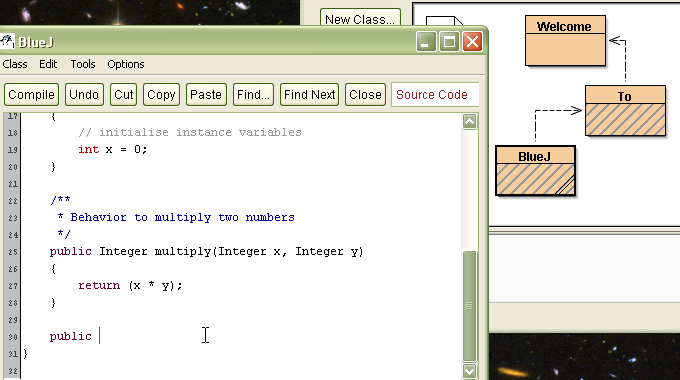 New Class...
Welcome
To
BlueJ
BlueJ
Class Edit Tools Options
Compile Undo Cut Copy Paste Find... Find Next Close Source Code
17 {
18 // initialise instance variables
19 int x = 0;
20 }
21
22 /**
23 * Behavior to multiply two numbers
24 */
25 public Integer multiply(Integer x, Integer y)
26 {
27 return (x * y);
28 }
29
30 public
31 }
32